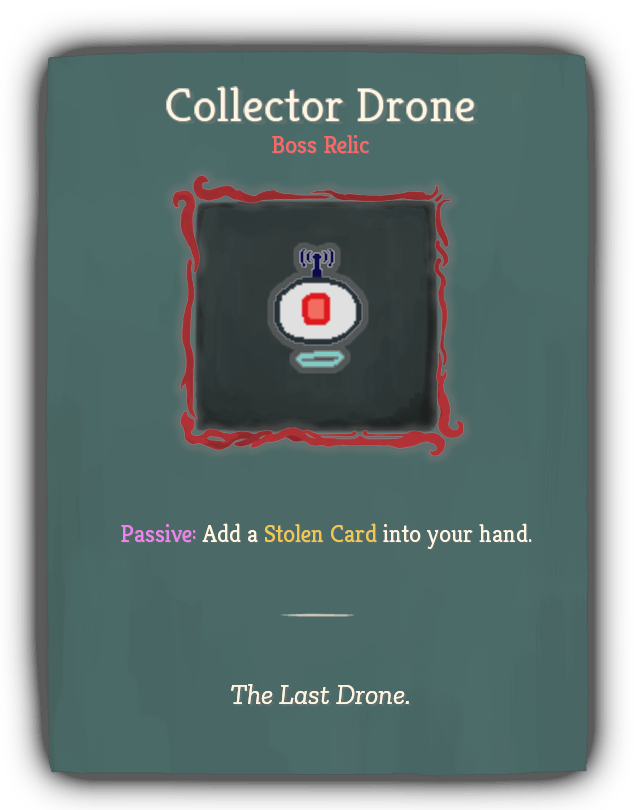 Collector Drone
Boss Relic
Passive: Add a Stolen Card into your hand.
The Last Drone.